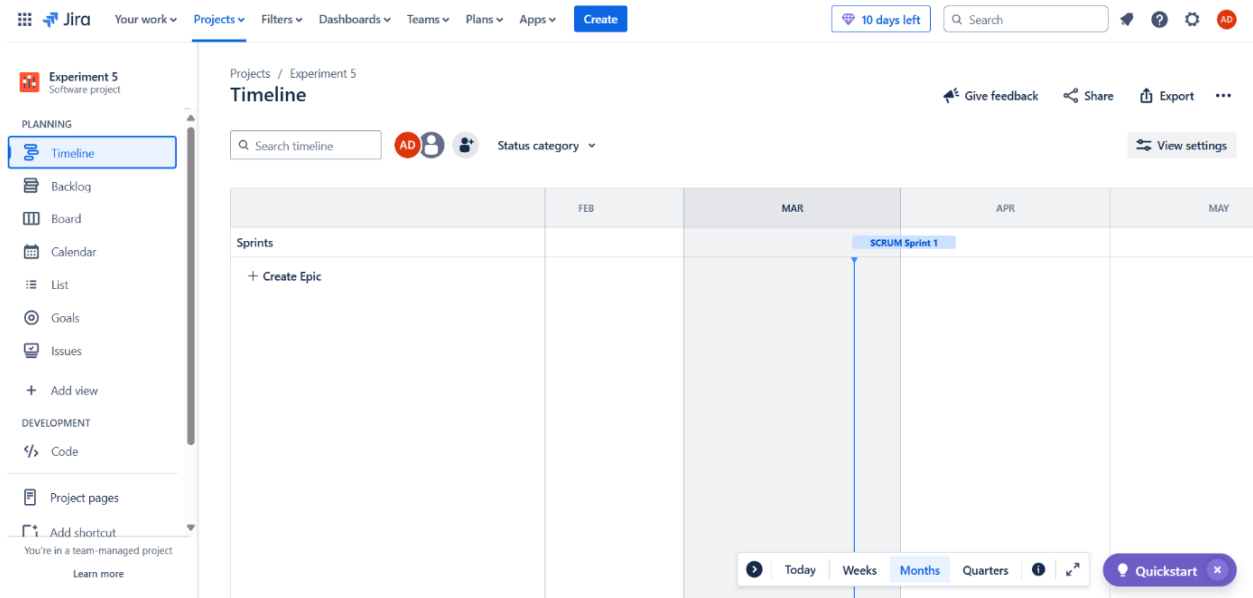 Jira Your work Projects Filters Dashboards Teams Plans Apps Create 10 days left Search AD
Experiment 5
Software project
PLANNING
Timeline
Backlog
Board
Calendar
List
Goals
Issues
Add view
DEVELOPMENT
Code
Project pages
Add shortcut
You're in a team-managed project
Learn more
Projects / Experiment 5
Timeline
Give feedback Share Export
Search timeline AD Status category View settings
FEB MAR APR MAY
Sprints SCRUM Sprint 1
+ Create Epic
Today Weeks Months Quarters Quickstart